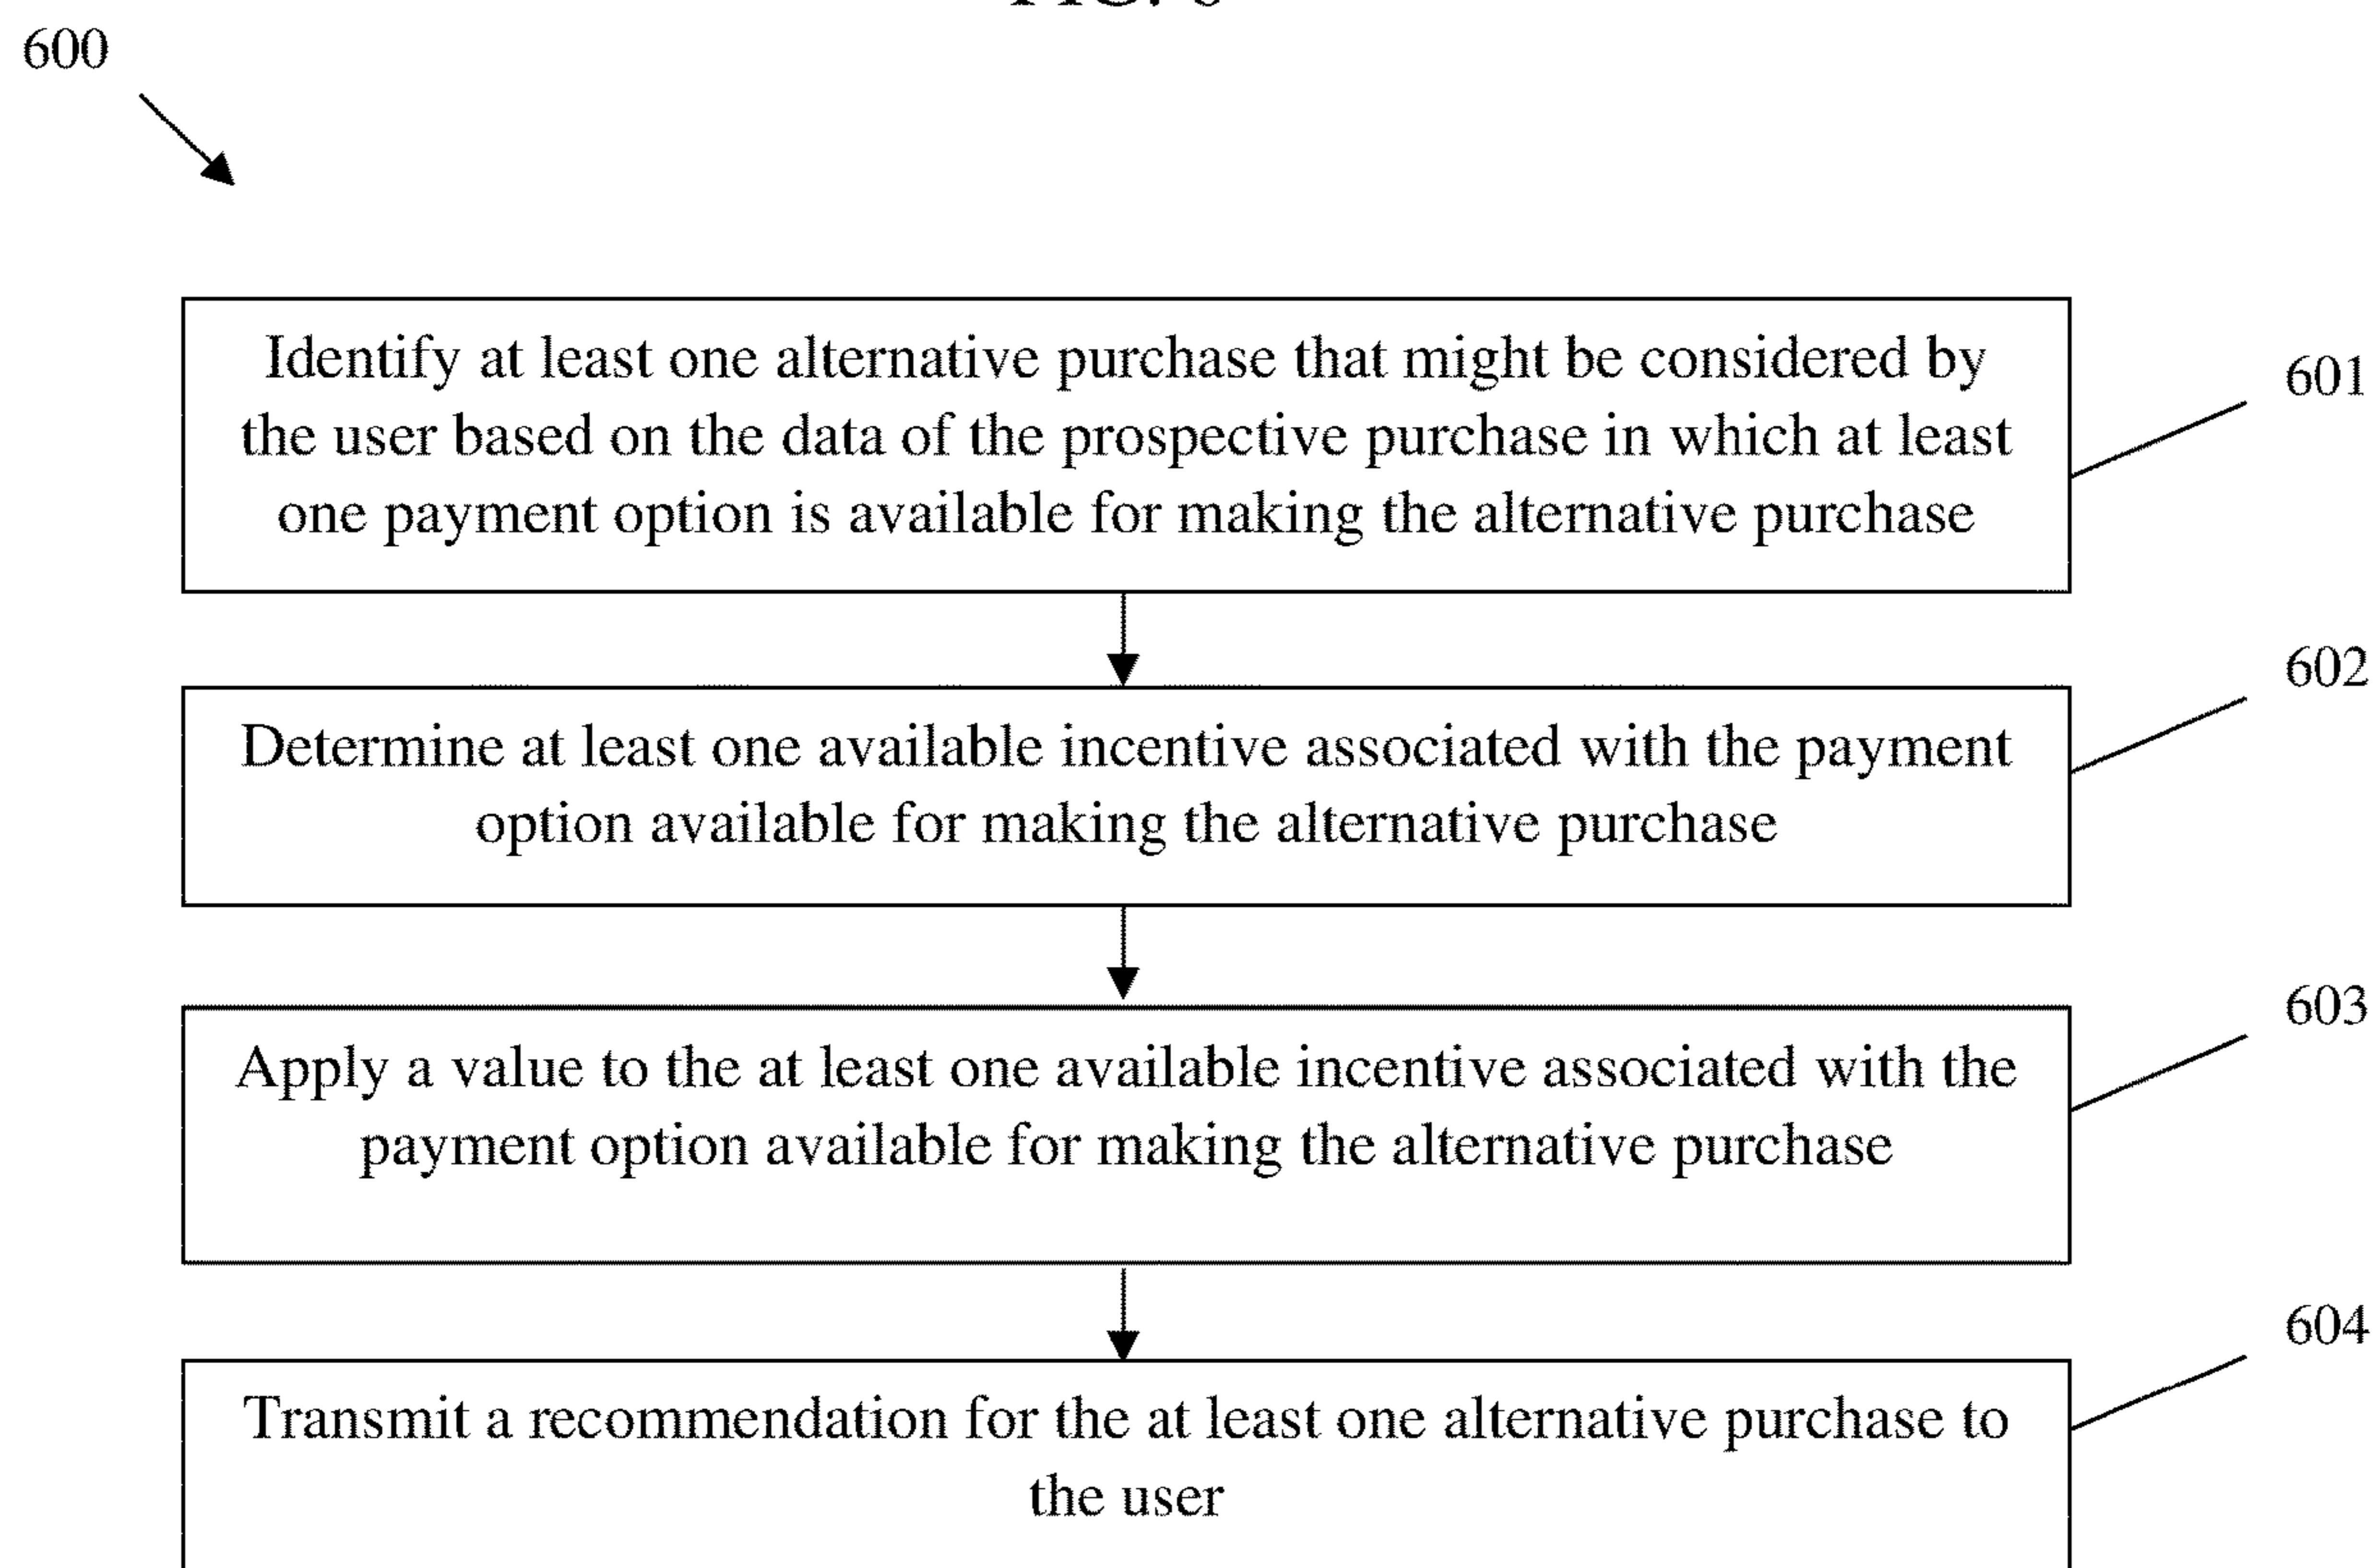 600
Identify at least one alternative purchase that might be considered by
the user based on the data of the prospective purchase in which at least
one payment option is available for making the alternative purchase
601
Determine at least one available incentive associated with the payment
option available for making the alternative purchase
602
Apply a value to the at least one available incentive associated with the
payment option available for making the alternative purchase
603
Transmit a recommendation for the at least one alternative purchase to
the user
604